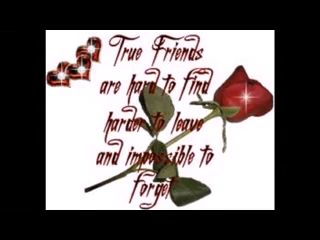 True Friends
are hard to find
harder to leave
and impossible to
forget